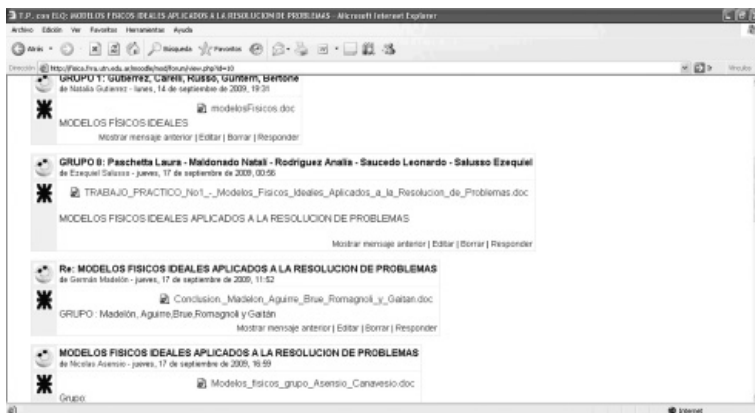 T.P. con ELQ: MODELOS FISICOS IDEALES APLICADOS A LA RESOLUCION DE PROBLEMAS - Microsoft Internet Explorer
Archivo Edición Ver Favoritos Herramientas Ayuda
Atrás Búsqueda Favoritos
Dirección Vínculos
GRUPO 1: Gutierrez, Carelli, Russo, Guntern, Bertone
de Natalia Gutierrez - lunes, 14 de septiembre de 2009, 19:31
modelosFisicos.doc
MODELOS FÍSICOS IDEALES
Mostrar mensaje anterior | Editar | Borrar | Responder
GRUPO 8: Paschetta Laura - Maldonado Natali - Rodriguez Analia - Saucedo Leonardo - Salusso Ezequiel
de Ezequiel Salusso - jueves, 17 de septiembre de 2009, 00:56
TRABAJO_PRACTICO_No1_-_Modelos_Fisicos_Ideales_Aplicados_a_la_Resolucion_de_Problemas.doc
MODELOS FISICOS IDEALES APLICADOS A LA RESOLUCION DE PROBLEMAS
Mostrar mensaje anterior | Editar | Borrar | Responder
Re: MODELOS FISICOS IDEALES APLICADOS A LA RESOLUCION DE PROBLEMAS
de Germán Madelón - jueves, 17 de septiembre de 2009, 11:52
Conclusion_Madelon_Aguirre_Brue_Romagnoli_y_Gaitan.doc
GRUPO: Madelón, Aguirre,Brue,Romagnoli y Gaitán
Mostrar mensaje anterior | Editar | Borrar | Responder
MODELOS FISICOS IDEALES APLICADOS A LA RESOLUCION DE PROBLEMAS
de Nicolas Asensio - jueves, 17 de septiembre de 2009, 16:59
Modelos_fisicos_grupo_Asensio_Canavesio.doc
Grupo:
Internet